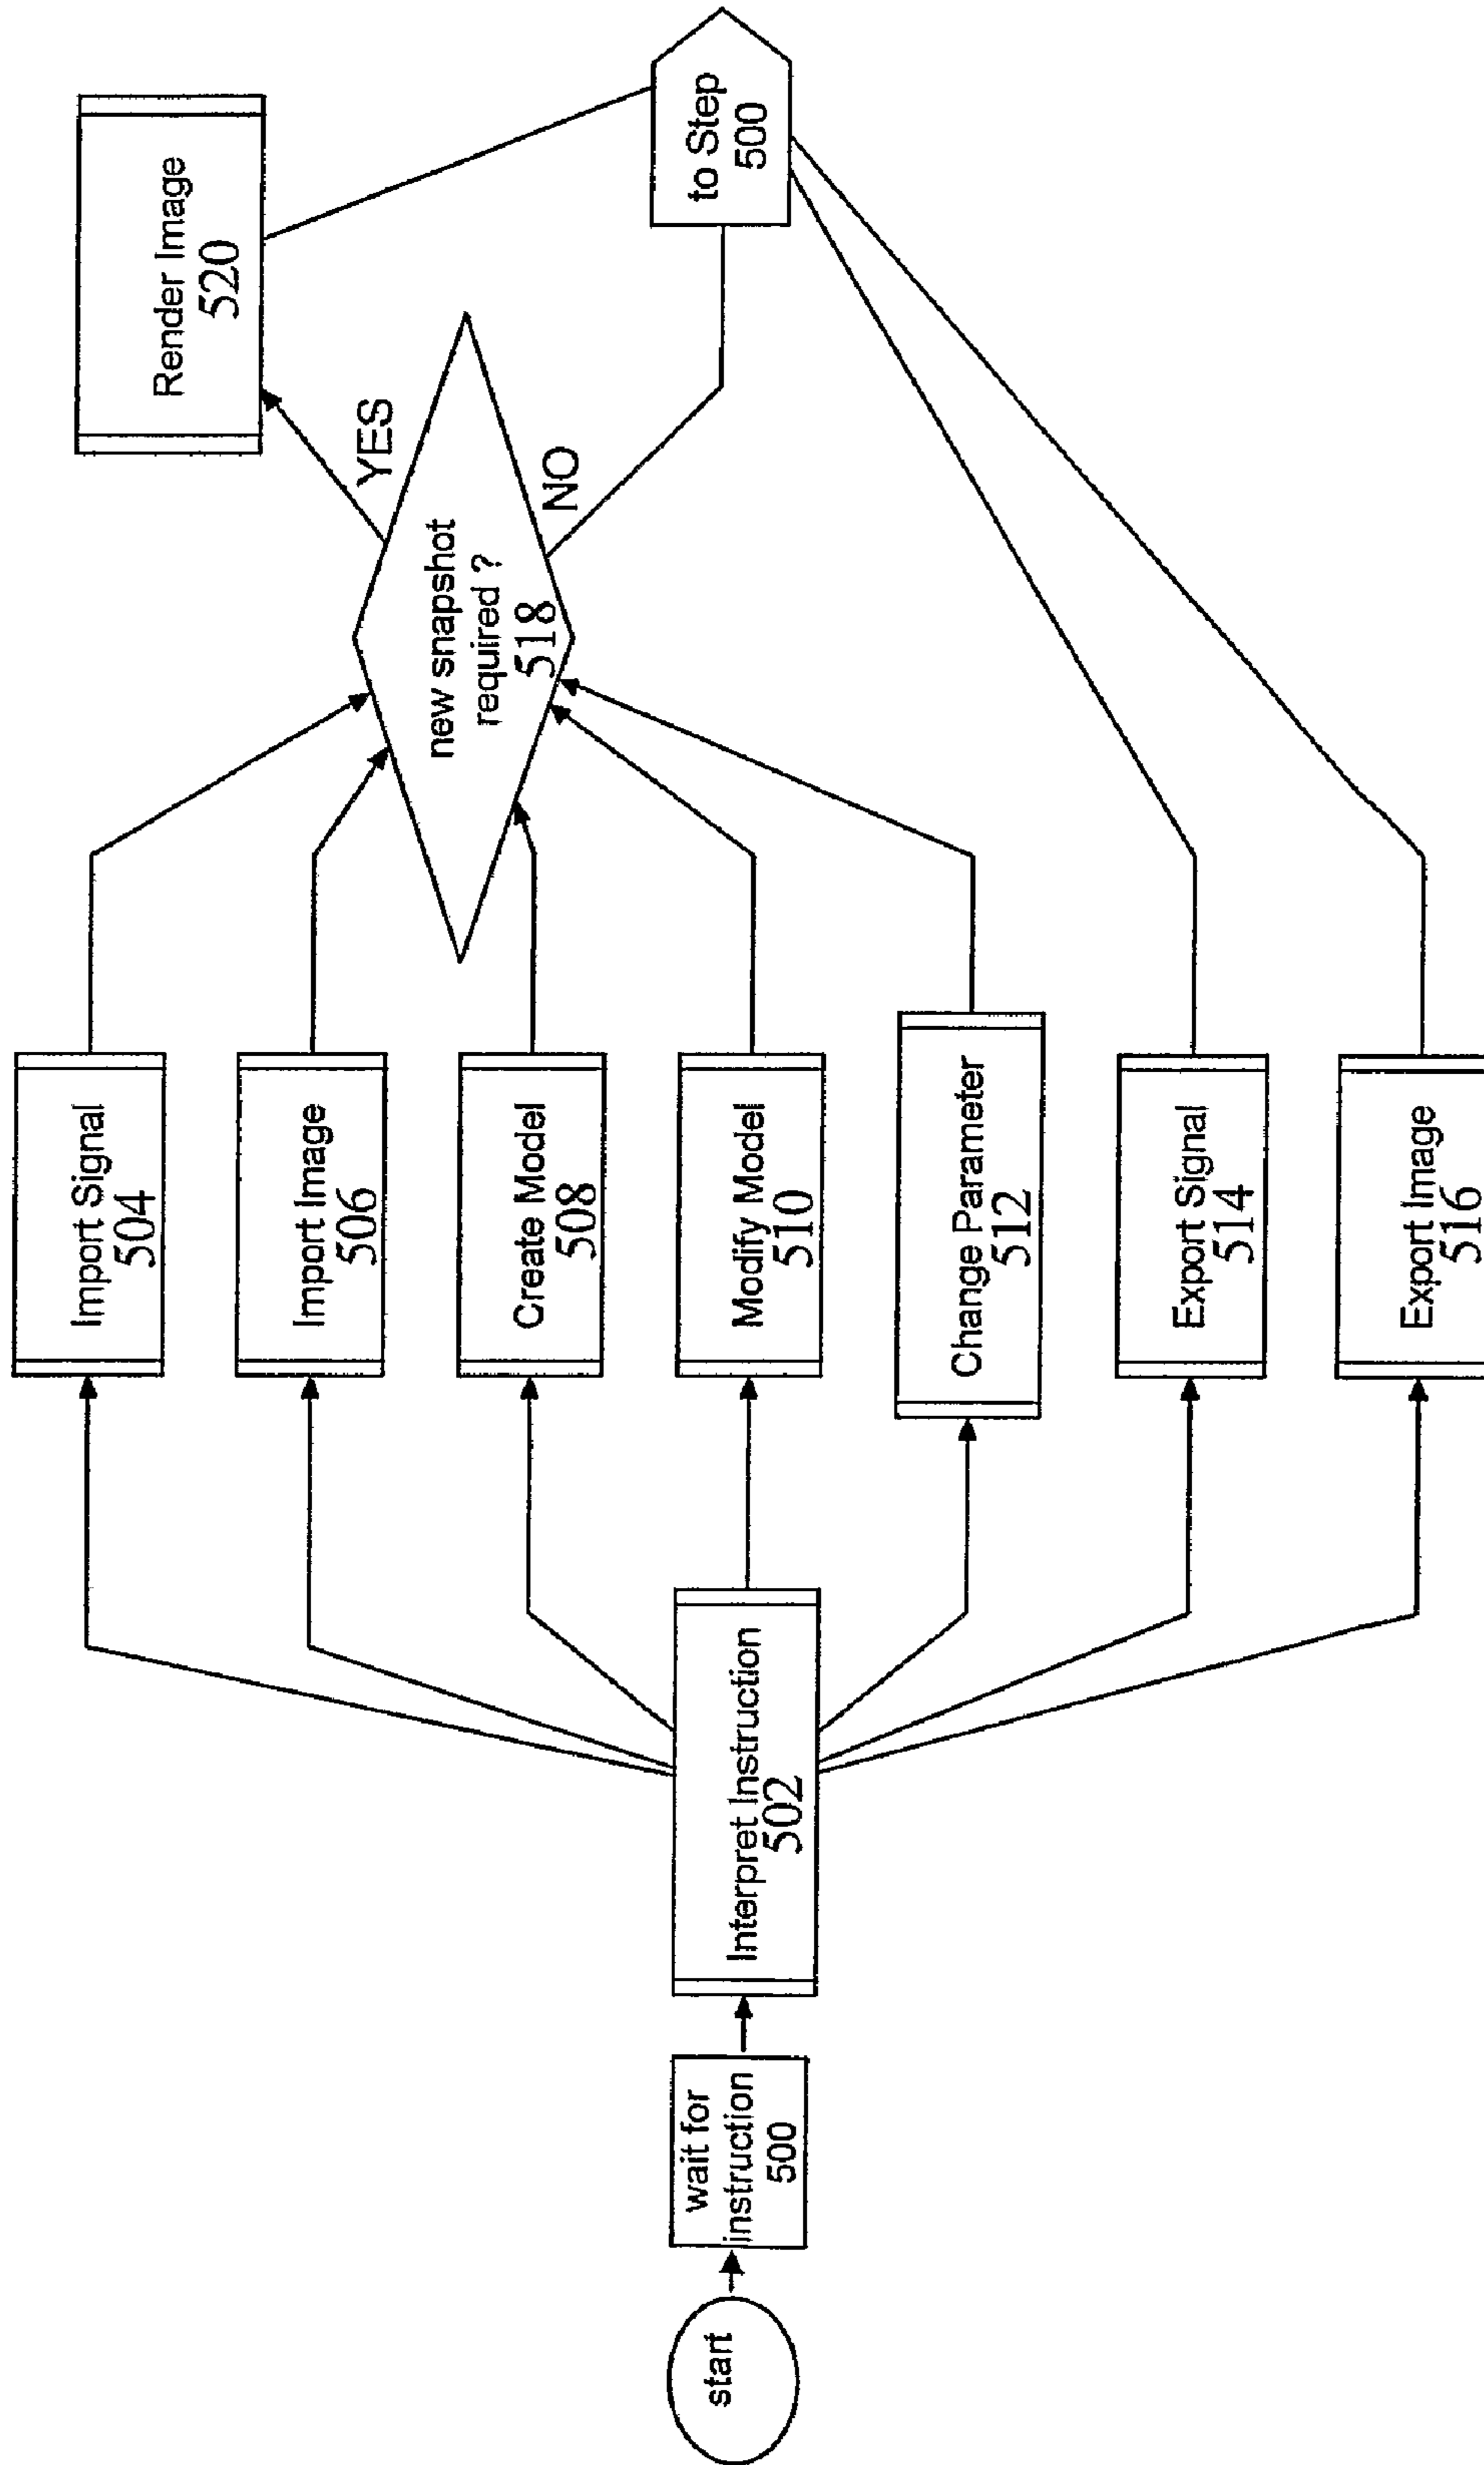 start
wait for
instruction
500
Interpret Instruction
502
Import Signal
504
Import Image
506
Create Model
508
Modify Model
510
Change Parameter
512
Export Signal
514
Export Image
516
new snapshot
required ?
518
YES
NO
Render Image
520
to Step
500